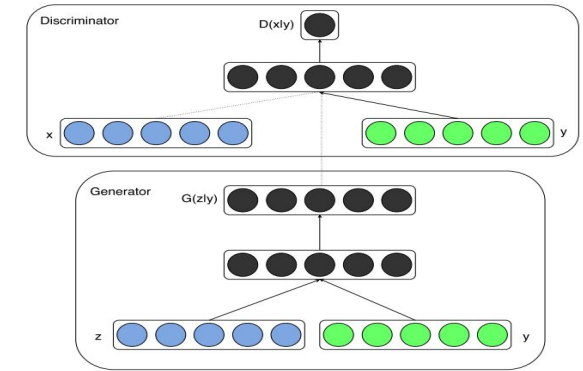 Discriminator
D(x|y)
x
y
Generator
G(z|y)
z
y